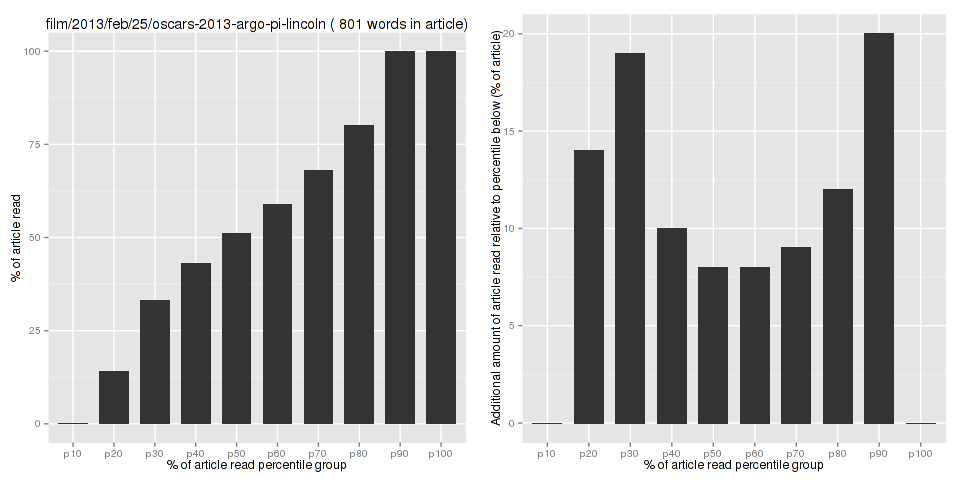 film/2013/feb/25/oscars-2013-argo-pi-lincoln ( 801 words in article)
% of article read
100
75
50
25
0
p10 p20 p30 p40 p50 p60 p70 p80 p90 p100
% of article read percentile group
Additional amount of article read relative to percentile below (% of article)
20
15
10
5
0
p10 p20 p30 p40 p50 p60 p70 p80 p90 p100
% of article read percentile group